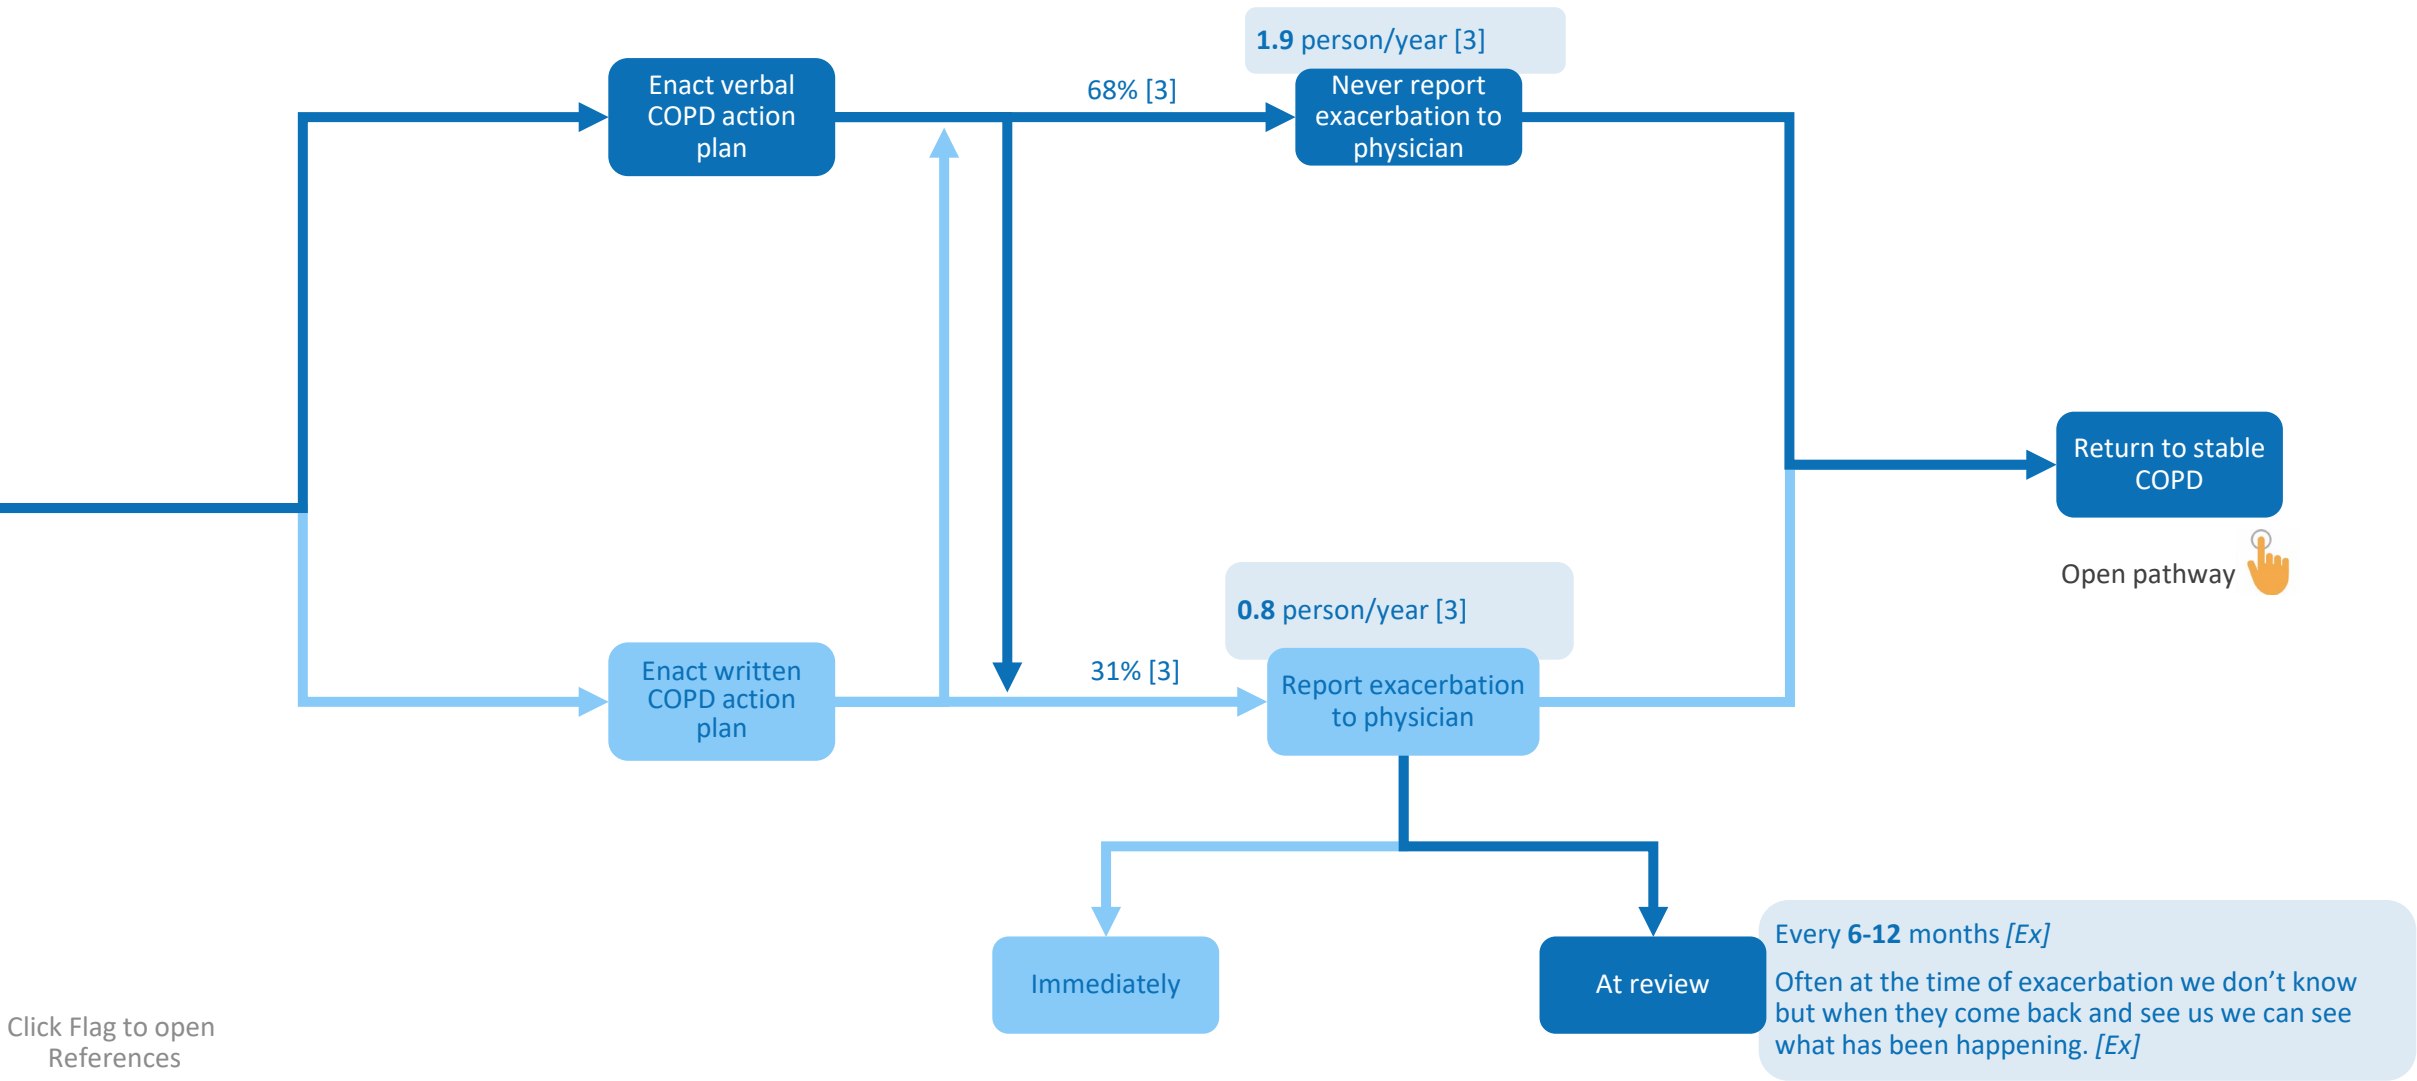 1.9 person/year [3]
Enact verbal
COPD action
plan
68% [3]
Never report
exacerbation to
physician
Return to stable
COPD
Open pathway
0.8 person/year [3]
Enact written
COPD action
plan
31% [3]
Report exacerbation
to physician
Immediately
At review
Every 6-12 months [Ex]
Often at the time of exacerbation we don’t know
but when they come back and see us we can see
what has been happening. [Ex]
Click Flag to open
References